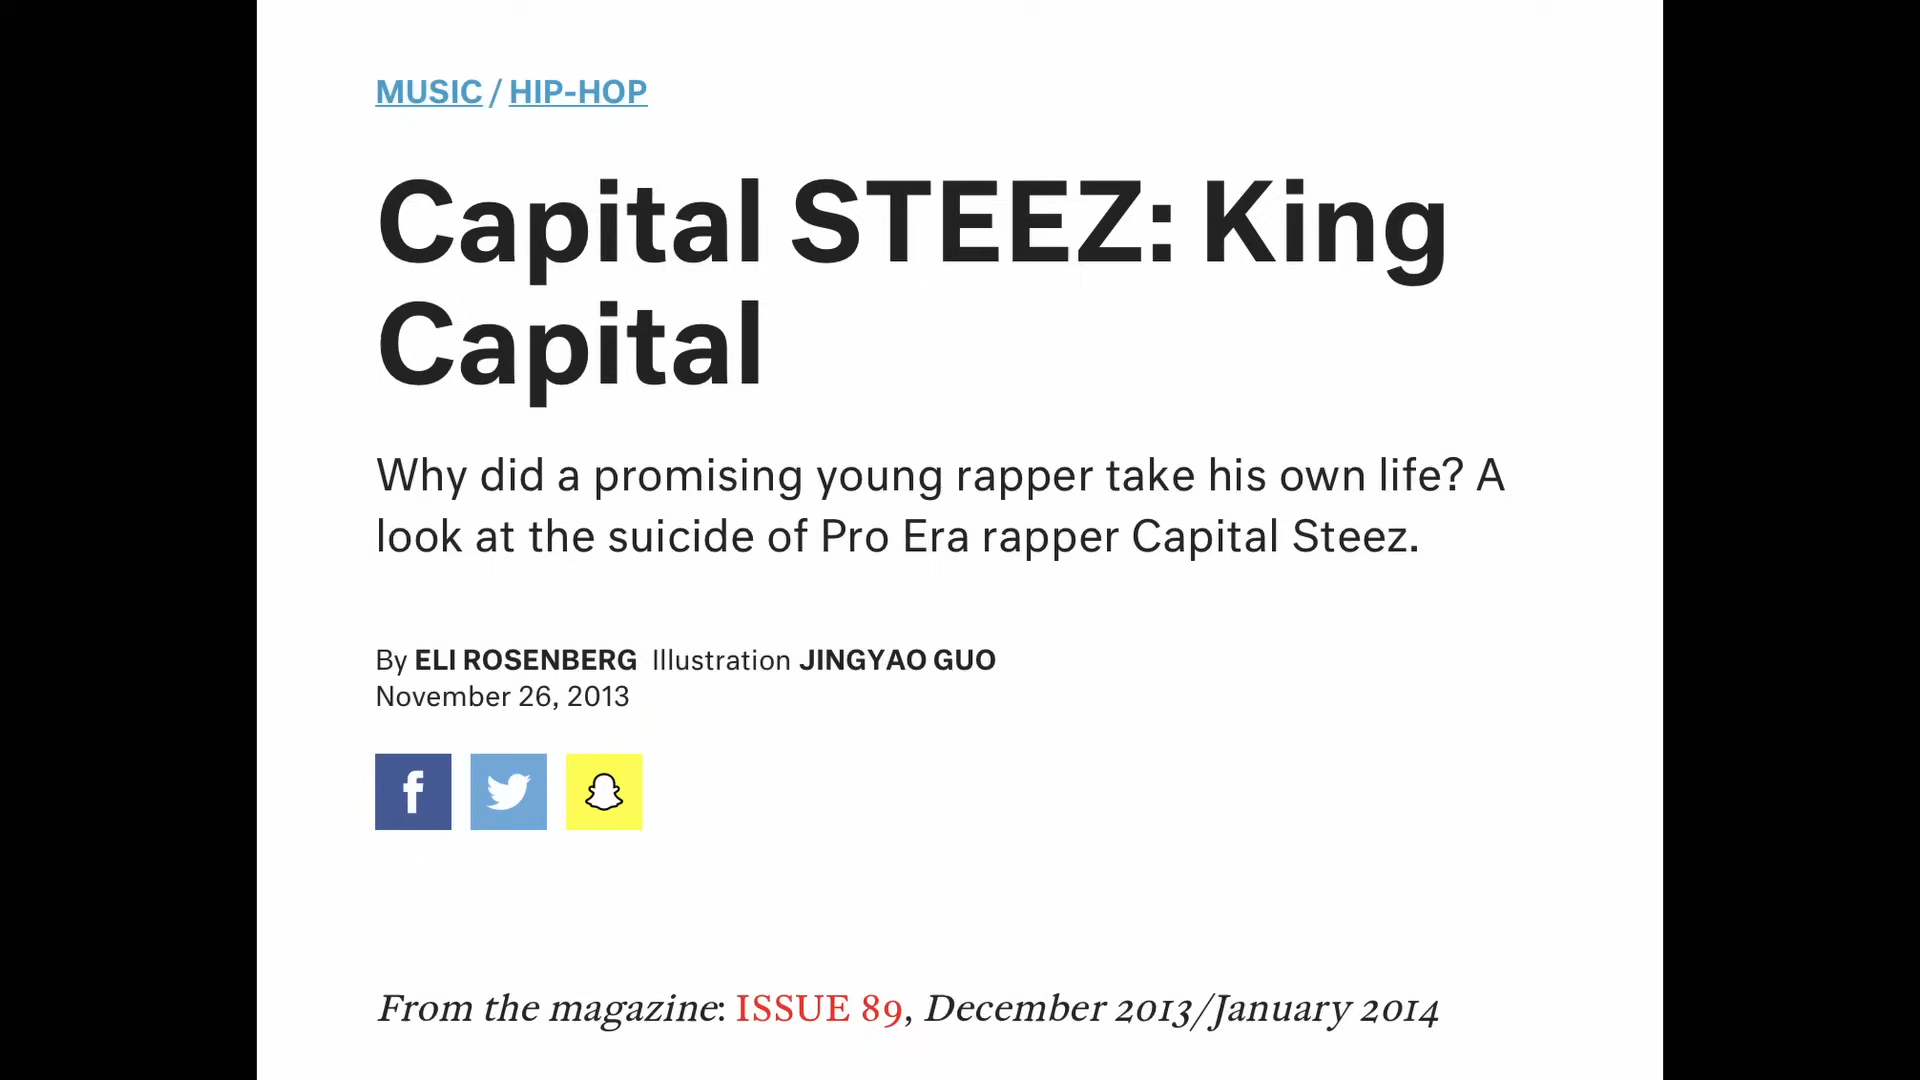 MUSIC / HIP-HOP
Capital STEEZ: King
Capital
Why did a promising young rapper take his own life? A
look at the suicide of Pro Era rapper Capital Steez.
By ELI ROSENBERG Illustration JINGYAO GUO
November 26, 2013
From the magazine: ISSUE 89, December 2013/January 2014